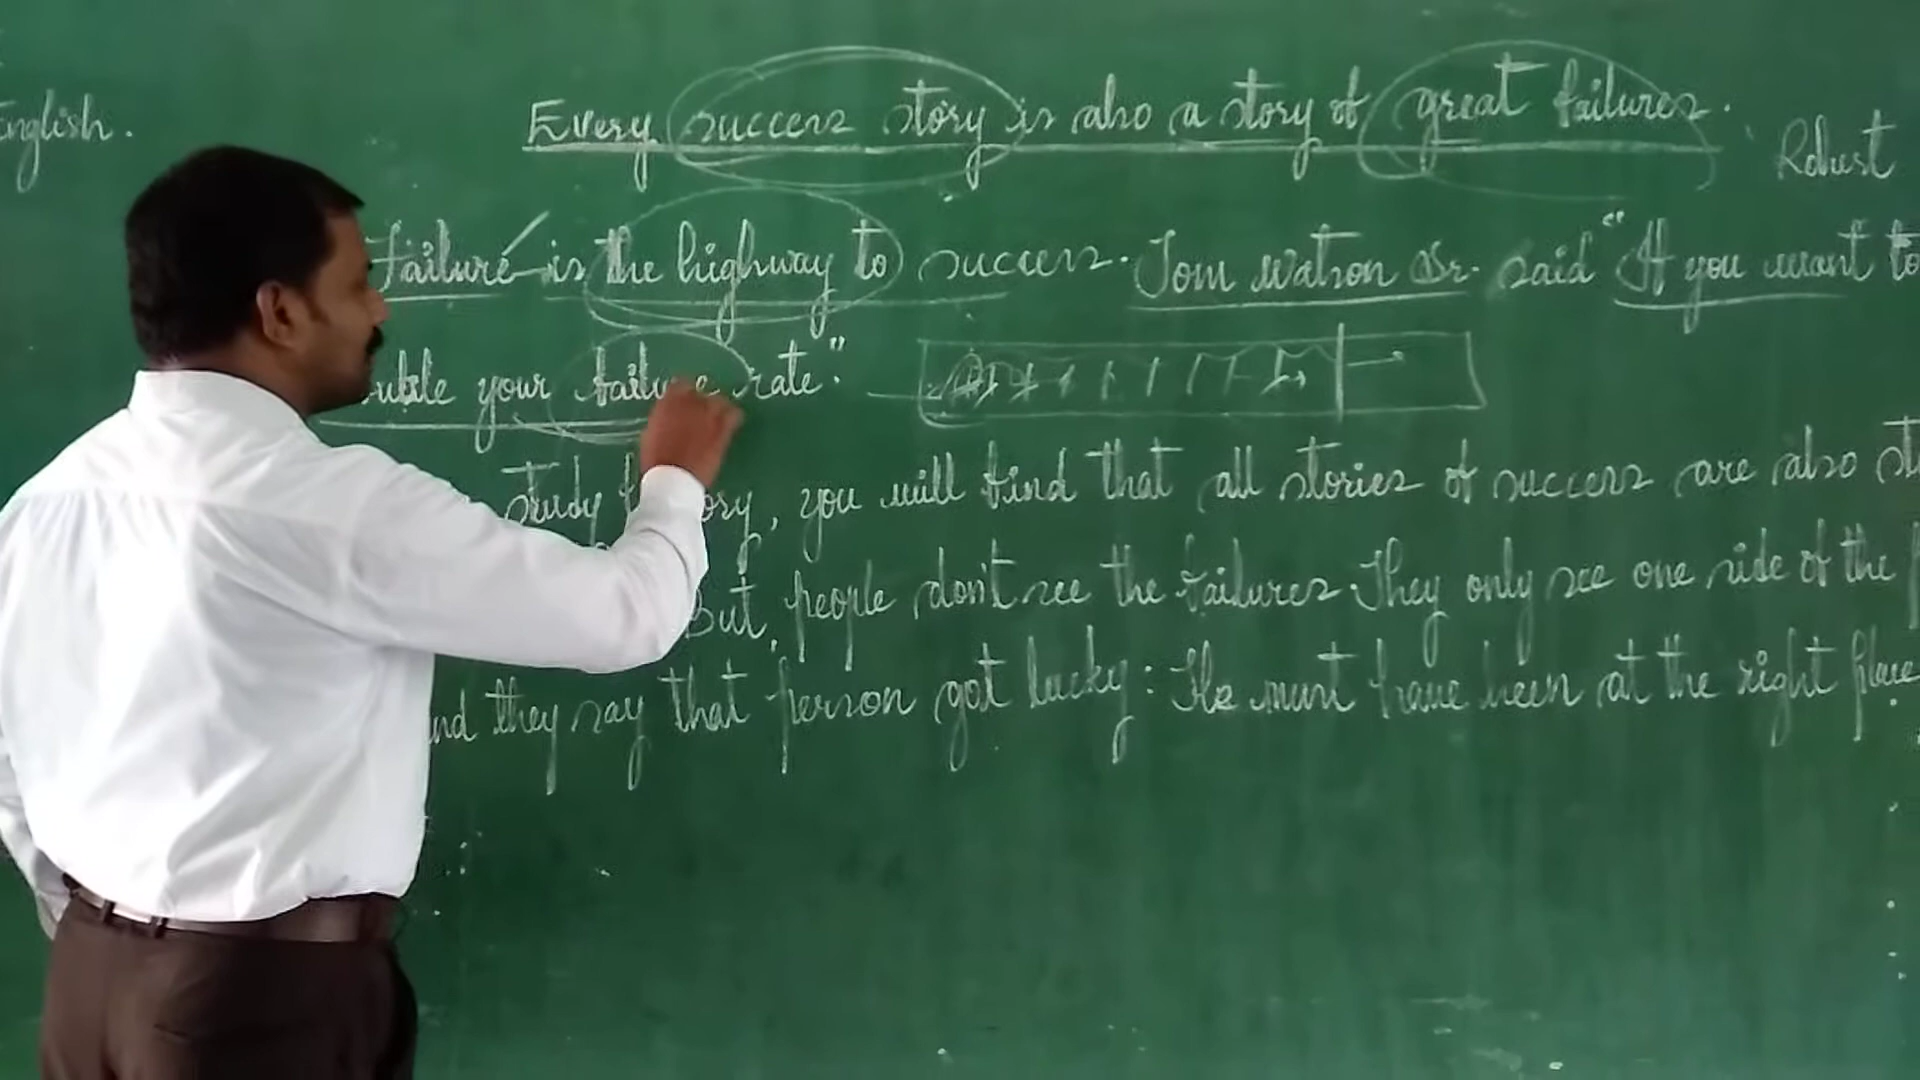 English.
Every success story is also a story of great failures.
Robust
Failure is the highway to success. Tom Watson Sr. said "If you want to
your failure rate".
study you will find that all stories of success are also
But, people don't see the failures. They only see one side of the
they say that person got lucky: He must have been at the right place